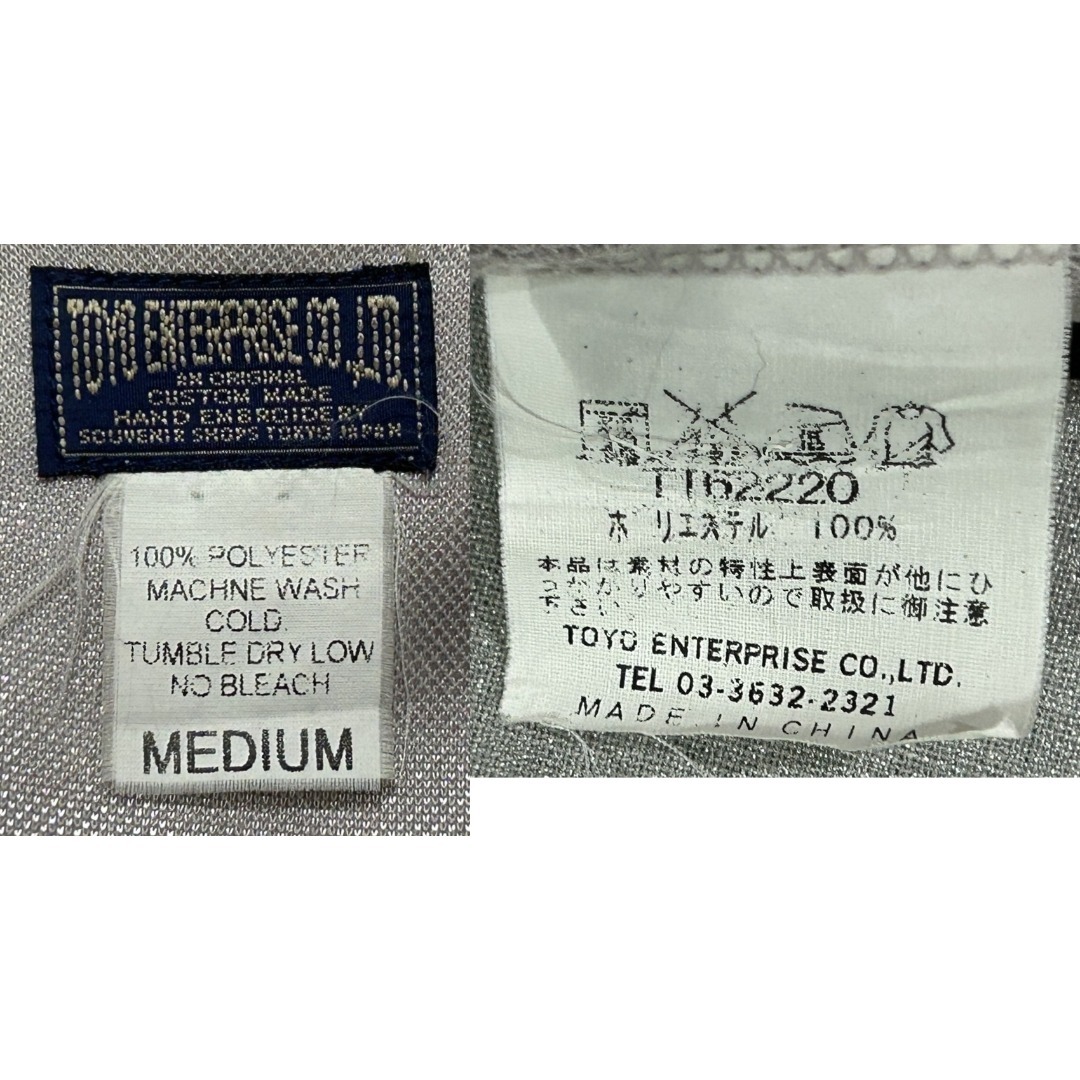 TOYO ENTERPRISE CO.,LTD.
AN ORIGINAL
CUSTOM MADE
HAND EMBROIDERY
SOUVENIR SHOPS TOKYO JAPAN
100% POLYESTER
MACHNE WASH
COLD.
TUMBLE DRY LOW
NO BLEACH
MEDIUM
TT62220
ポリエステル 100%
本品は素材の特性上表面が他にひ
っかかりやすいので取扱に御注意
下さい。
TOYO ENTERPRISE CO.,LTD.
TEL 03-3632-2321
MADE IN CHINA